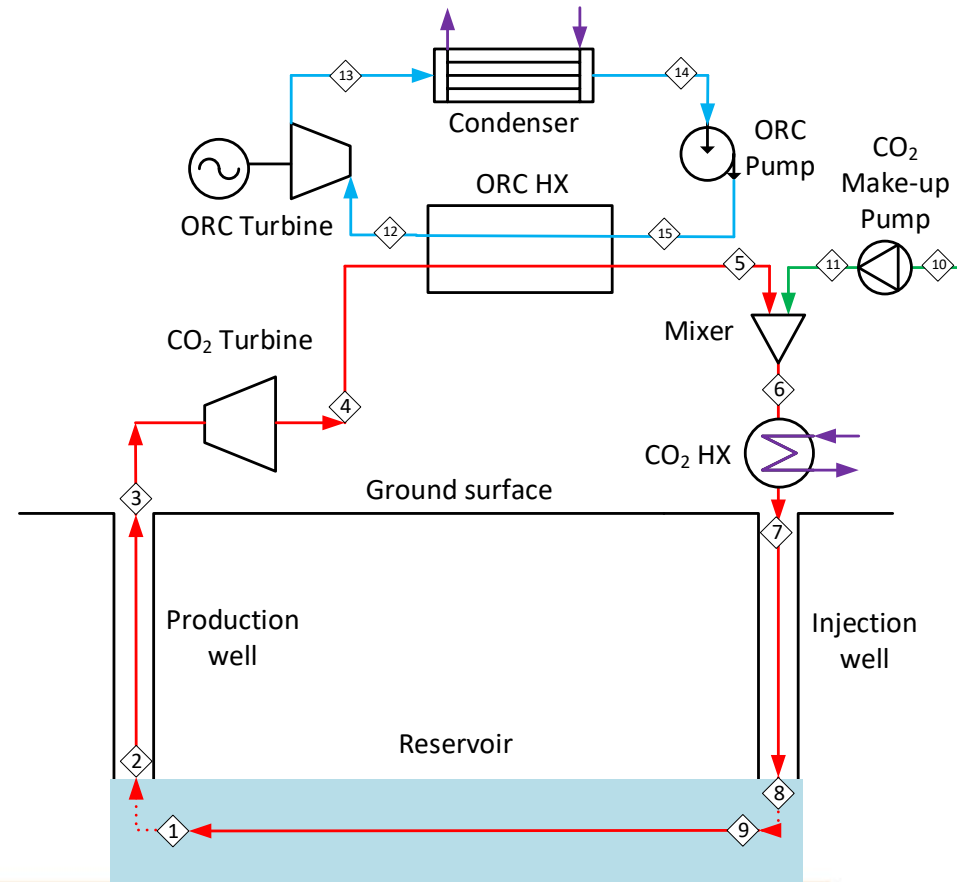 13
14
Condenser
ORC
Pump
CO2
Make-up
Pump
ORC HX
ORC Turbine
12
15
5
11
10
CO2 Turbine
Mixer
4
6
CO2 HX
3
Ground surface
7
Production
well
Injection
well
Reservoir
2
8
1
9